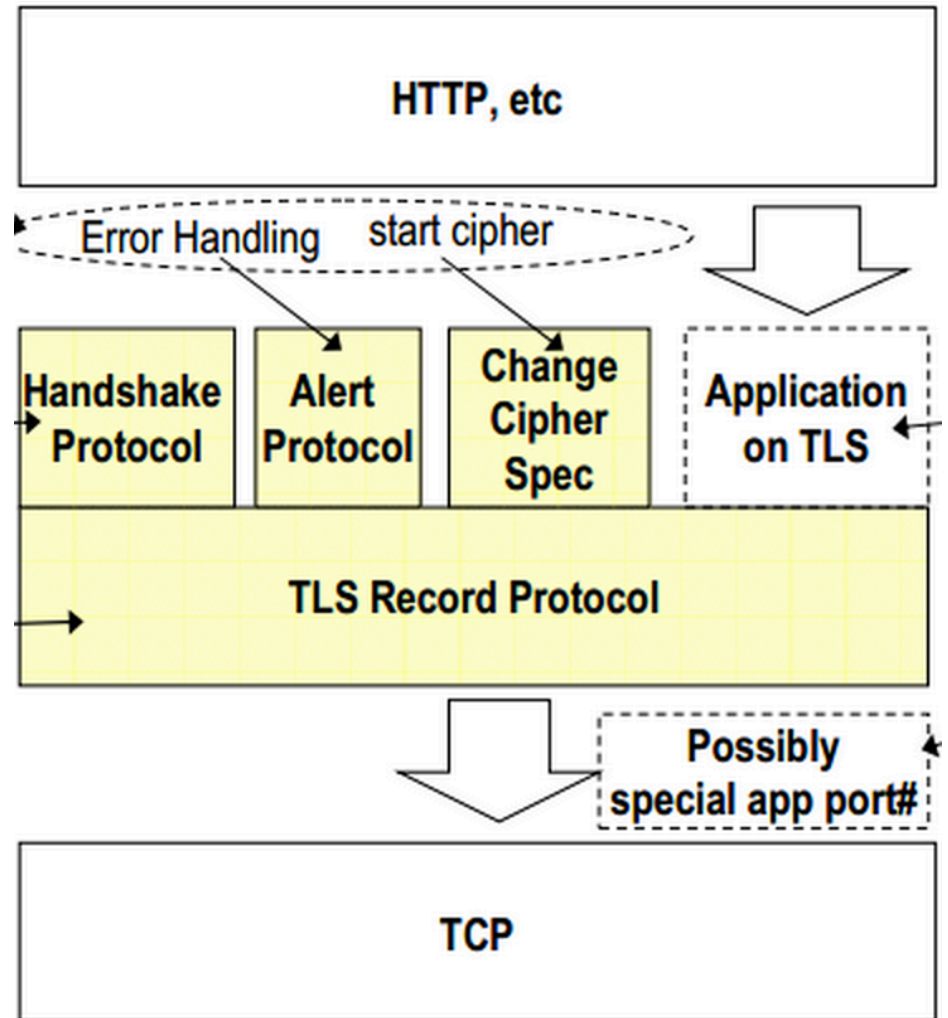 HTTP, etc
Error Handling
start cipher
Handshake
Protocol
Alert
Protocol
Change
Cipher
Spec
Application
on TLS
TLS Record Protocol
Possibly
special app port#
TCP